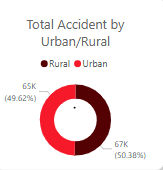 Total Accident by
Urban/Rural
Rural Urban
65K
(49.62%)
67K
(50.38%)